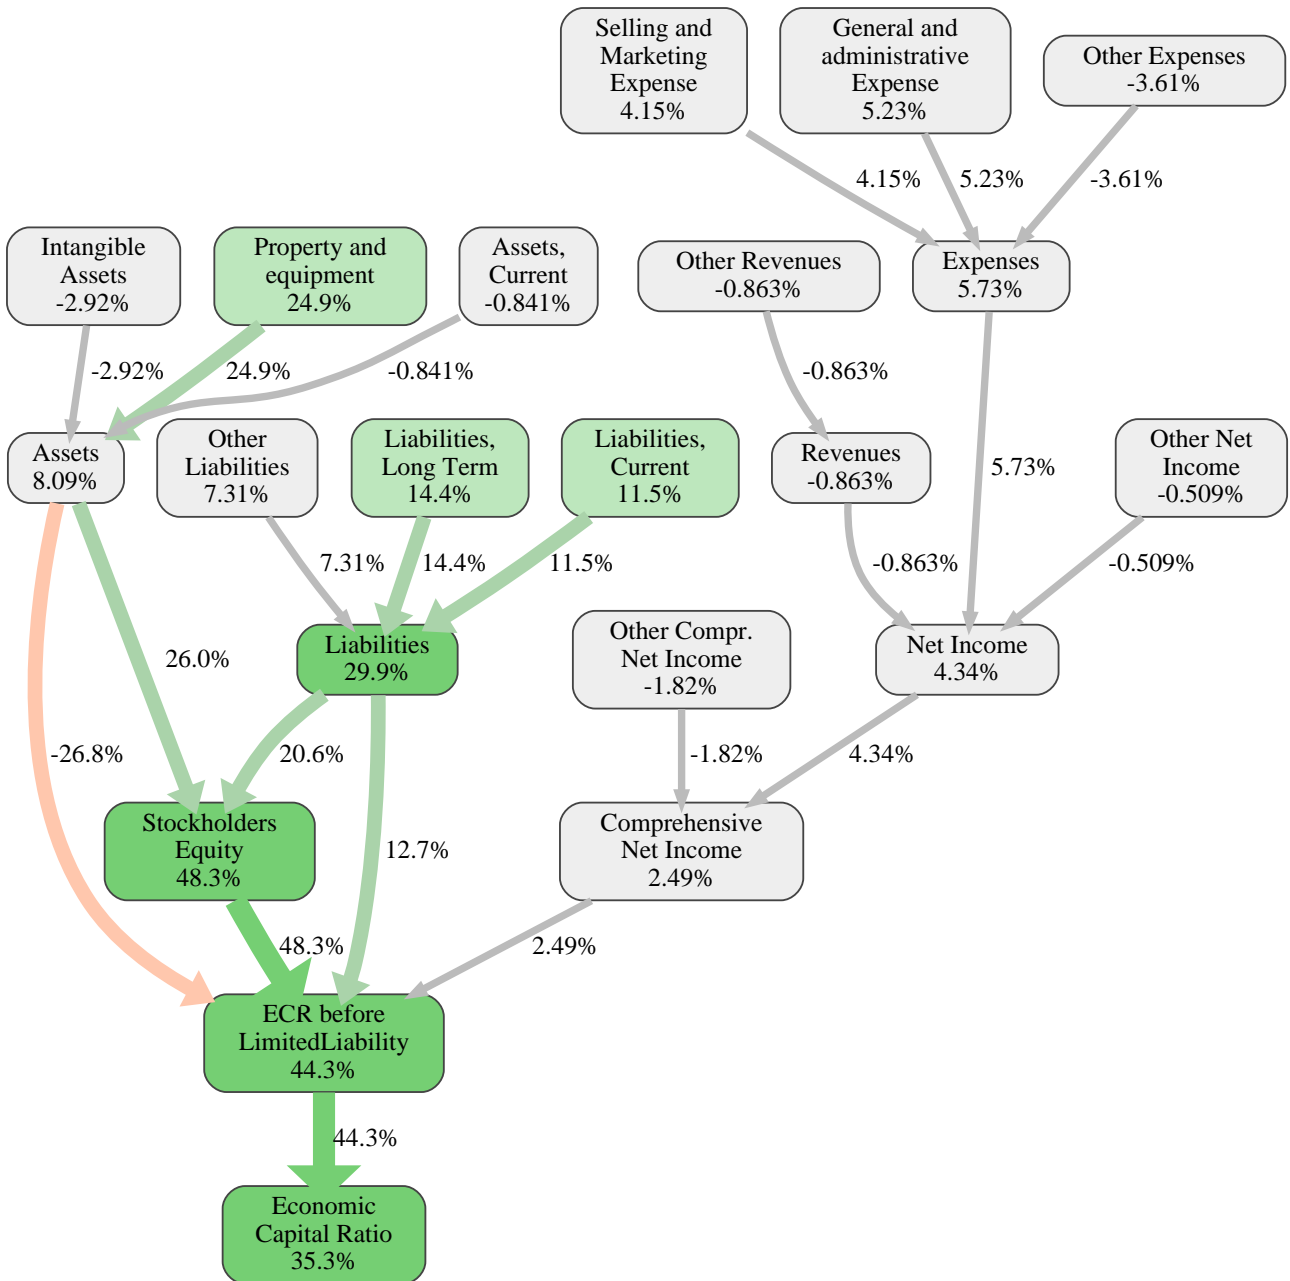 Selling and
Marketing
Expense
4.15%
General and
administrative
Expense
5.23%
Other Expenses
-3.61%
4.15%
5.23%
-3.61%
Intangible
Assets
-2.92%
Property and
equipment
24.9%
Assets,
Current
-0.841%
Other Revenues
-0.863%
Expenses
5.73%
-2.92%
24.9%
-0.841%
-0.863%
Assets
8.09%
Other
Liabilities
7.31%
Liabilities,
Long Term
14.4%
Liabilities,
Current
11.5%
Revenues
-0.863%
5.73%
Other Net
Income
-0.509%
7.31%
14.4%
11.5%
-0.863%
-0.509%
26.0%
Liabilities
29.9%
Other Compr.
Net Income
-1.82%
Net Income
4.34%
-26.8%
20.6%
-1.82%
4.34%
Stockholders
Equity
48.3%
12.7%
Comprehensive
Net Income
2.49%
48.3%
2.49%
ECR before
LimitedLiability
44.3%
44.3%
Economic
Capital Ratio
35.3%